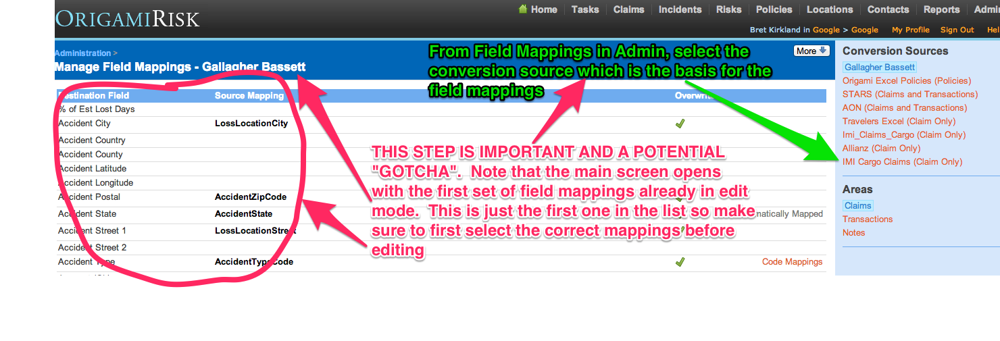 ORIGAMIRISK
Home Tasks Claims Incidents Risks Policies Locations Contacts Reports
Bret Kirkland in Google > Google My Profile Sign Out
Administration >
Manage Field Mappings - Gallagher Bassett
More
From Field Mappings in Admin, select the
conversion source which is the basis for the
field mappings
Destination Field Source Mapping
% of Est Lost Days
Accident City LossLocationCity
Accident Country
Accident County
Accident Latitude
Accident Longitude
Accident Postal AccidentZipCode
Accident State AccidentState
Accident Street 1 LossLocationStreet
Accident Street 2
Accident Type AccidentTypeCode Code Mappings
Mapped
THIS STEP IS IMPORTANT AND A POTENTIAL
"GOTCHA". Note that the main screen opens
with the first set of field mappings already in edit
mode. This is just the first one in the list so make
sure to first select the correct mappings before
editing
Conversion Sources
Gallagher Bassett
Origami Excel Policies (Policies)
STARS (Claims and Transactions)
AON (Claims and Transactions)
Travelers Excel (Claim Only)
Imi_Claims_Cargo (Claim Only)
Allianz (Claim Only)
IMI Cargo Claims (Claim Only)
Areas
Claims
Transactions
Notes